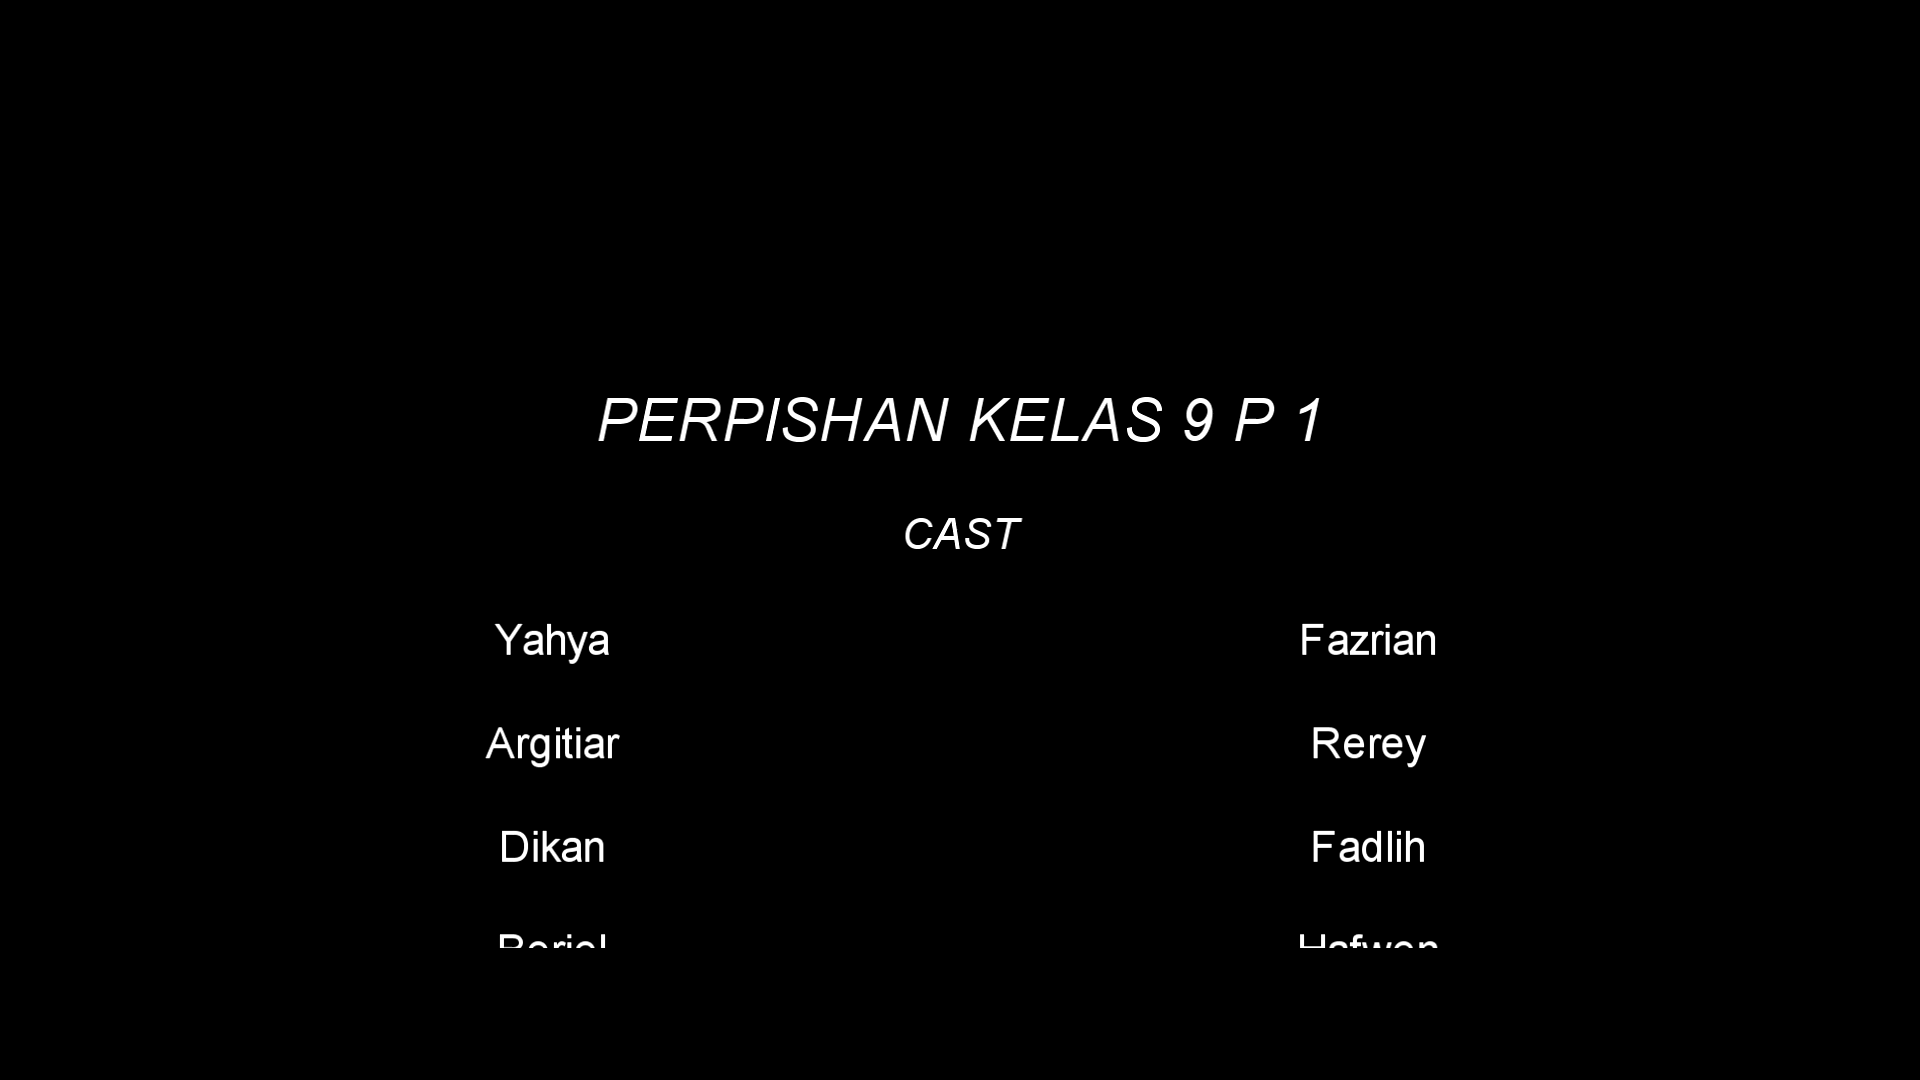 PERPISHAN KELAS 9 P 1
CAST
Yahya Fazrian
Argitiar Rerey
Dikan Fadlih